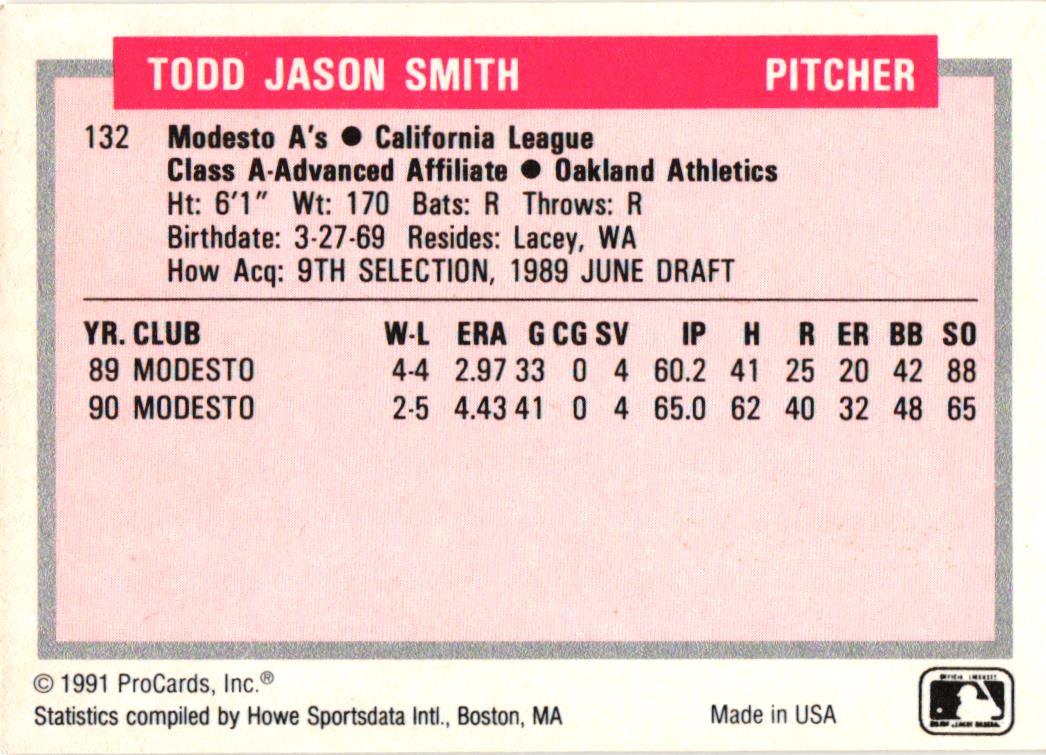 TODD JASON SMITH PITCHER
132 Modesto A's ● California League
Class A-Advanced Affiliate ● Oakland Athletics
Ht: 6'1" Wt: 170 Bats: R Throws: R
Birthdate: 3-27-69 Resides: Lacey, WA
How Acq: 9TH SELECTION, 1989 JUNE DRAFT
YR. CLUB W-L ERA G CG SV IP H R ER BB SO
89 MODESTO 4-4 2.97 33 0 4 60.2 41 25 20 42 88
90 MODESTO 2-5 4.43 41 0 4 65.0 62 40 32 48 65
© 1991 ProCards, Inc.®
Statistics compiled by Howe Sportsdata Intl., Boston, MA Made in USA